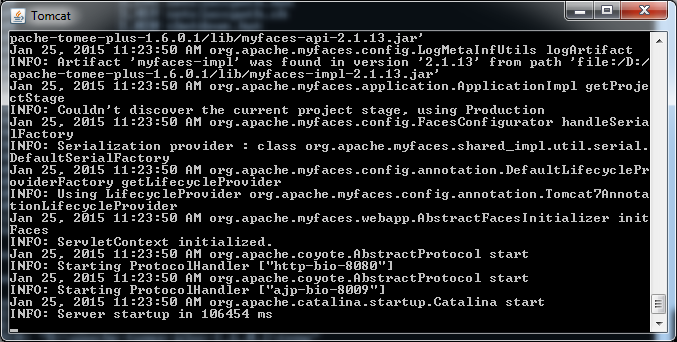 Tomcat
pache-tomee-plus-1.6.0.1/lib/myfaces-api-2.1.13.jar'
Jan 25, 2015 11:23:50 AM org.apache.myfaces.config.LogMetaInfUtils logArtifact
INFO: Artifact 'myfaces-impl' was found in version '2.1.13' from path 'file:/D:/
apache-tomee-plus-1.6.0.1/lib/myfaces-impl-2.1.13.jar'
Jan 25, 2015 11:23:50 AM org.apache.myfaces.application.ApplicationImpl getProje
ctStage
INFO: Couldn't discover the current project stage, using Production
Jan 25, 2015 11:23:50 AM org.apache.myfaces.config.FacesConfigurator handleSeria
lFactory
INFO: Serialization provider : class org.apache.myfaces.shared_impl.util.serial.
DefaultSerialFactory
Jan 25, 2015 11:23:50 AM org.apache.myfaces.config.annotation.DefaultLifecyclePr
oviderFactory getLifecycleProvider
INFO: Using LifecycleProvider org.apache.myfaces.config.annotation.Tomcat7Annota
tionLifecycleProvider
Jan 25, 2015 11:23:50 AM org.apache.myfaces.webapp.AbstractFacesInitializer init
Faces
INFO: ServletContext initialized.
Jan 25, 2015 11:23:50 AM org.apache.coyote.AbstractProtocol start
INFO: Starting ProtocolHandler ["http-bio-8080"]
Jan 25, 2015 11:23:50 AM org.apache.coyote.AbstractProtocol start
INFO: Starting ProtocolHandler ["ajp-bio-8009"]
Jan 25, 2015 11:23:50 AM org.apache.catalina.startup.Catalina start
INFO: Server startup in 106454 ms